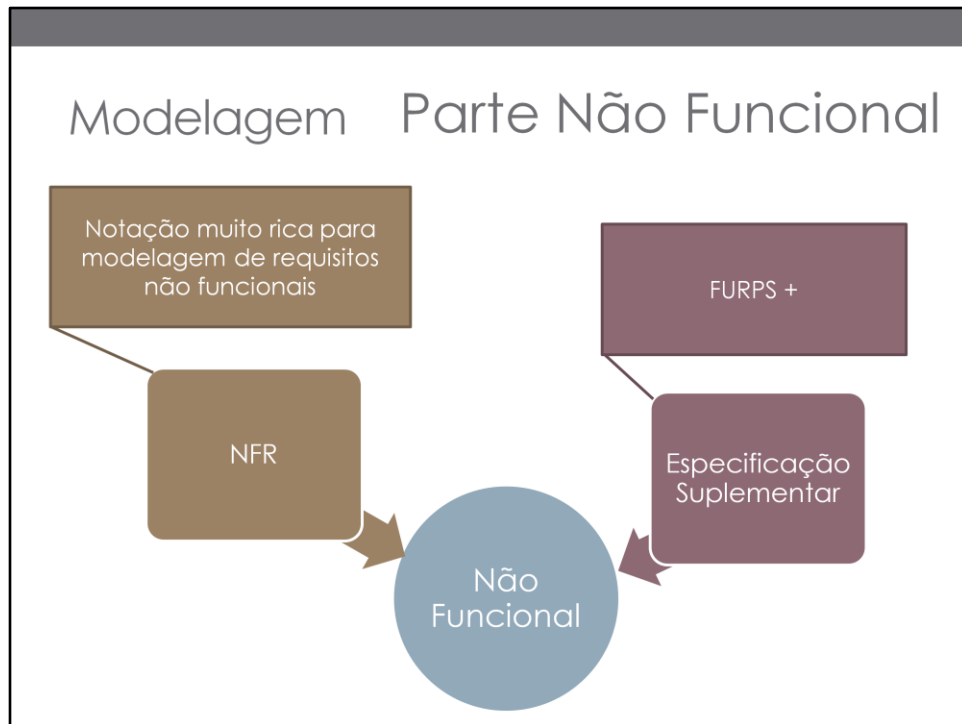 Modelagem
Parte Não Funcional
Notação muito rica para
modelagem de requisitos
não funcionais
FURPS +
NFR
Especificação
Suplementar
Não
Funcional